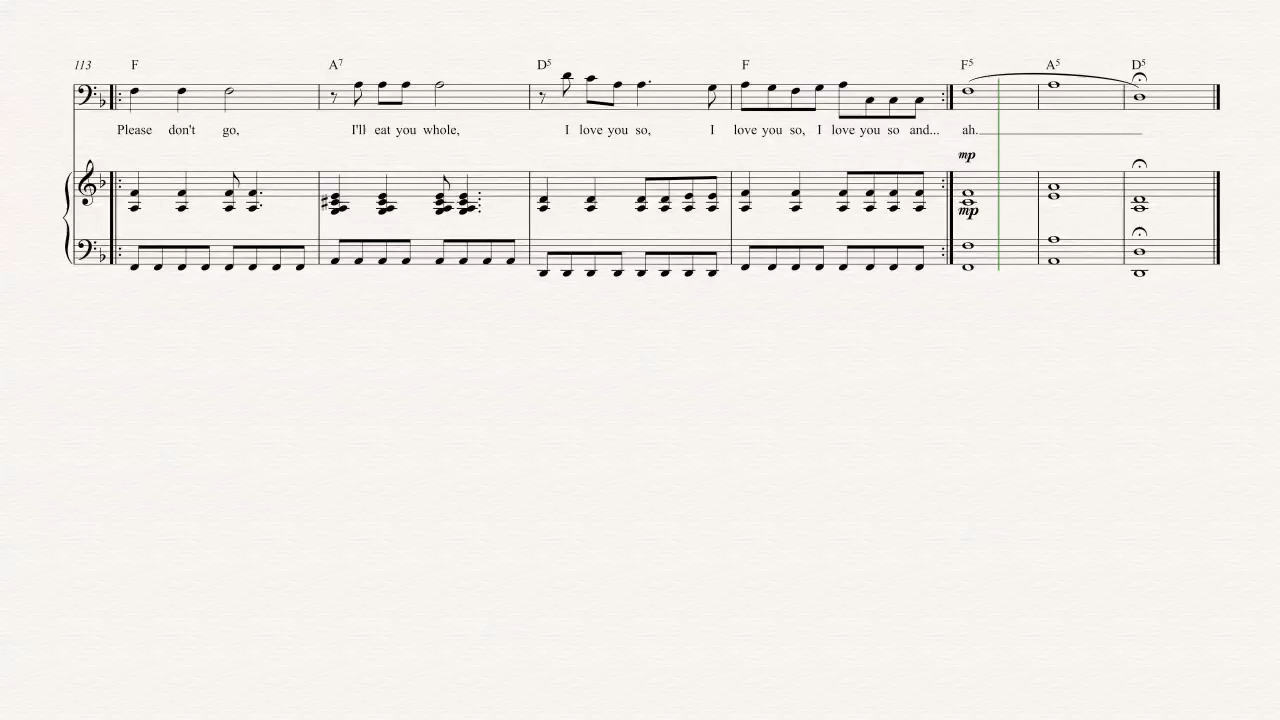 113 F A7 D5 F F5 A5 D5
Please don't go, I'll eat you whole, I love you so, I love you so, I love you so and... ah.
mp
mp